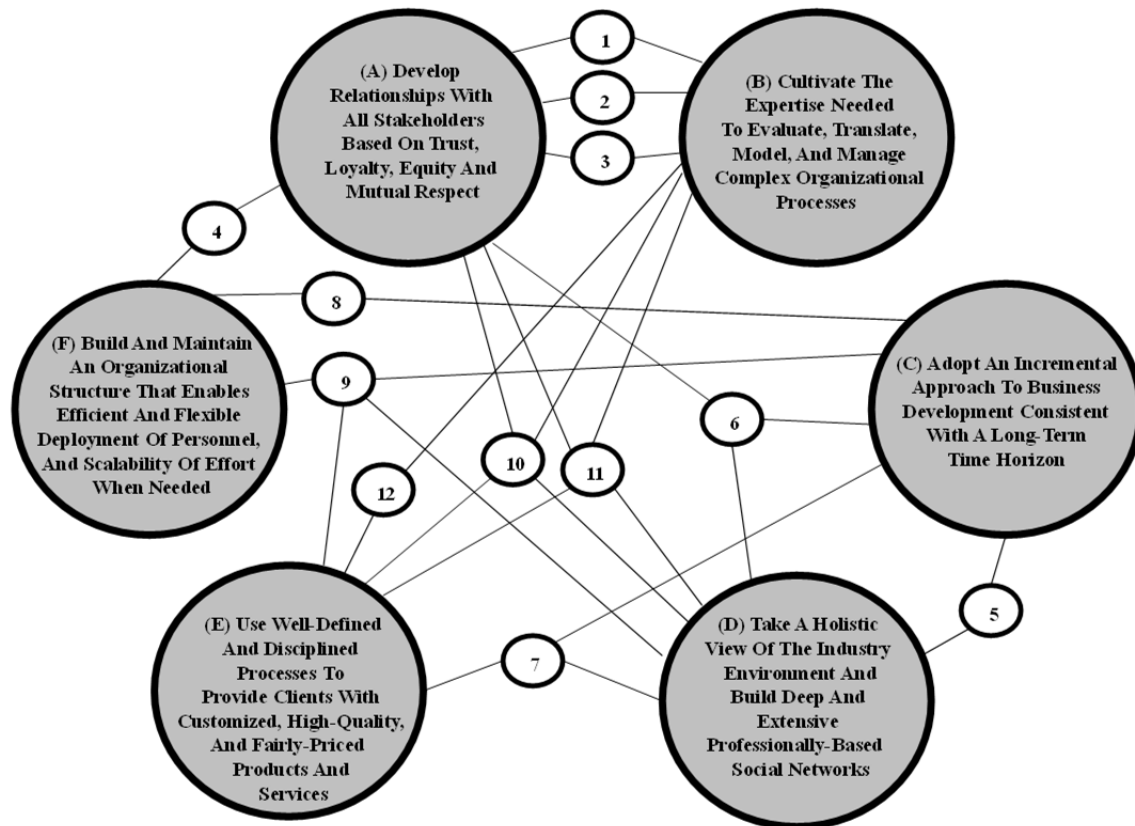 1
(A) Develop
Relationships With
All Stakeholders
Based On Trust,
Loyalty, Equity And
Mutual Respect
2
3
(B) Cultivate The
Expertise Needed
To Evaluate, Translate,
Model, And Manage
Complex Organizational
Processes
4
8
(F) Build And Maintain
An Organizational
Structure That Enables
Efficient And Flexible
Deployment Of Personnel,
And Scalability Of Effort
When Needed
9
(C) Adopt An Incremental
Approach To Business
Development Consistent
With A Long-Term
Time Horizon
6
10
11
12
5
(E) Use Well-Defined
And Disciplined
Processes To
Provide Clients With
Customized, High-Quality,
And Fairly-Priced
Products And
Services
7
(D) Take A Holistic
View Of The Industry
Environment And
Build Deep And
Extensive
Professionally-Based
Social Networks